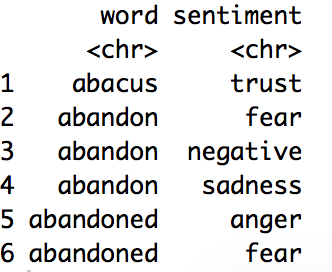 word sentiment
<chr> <chr>
1 abacus trust
2 abandon fear
3 abandon negative
4 abandon sadness
5 abandoned anger
6 abandoned fear